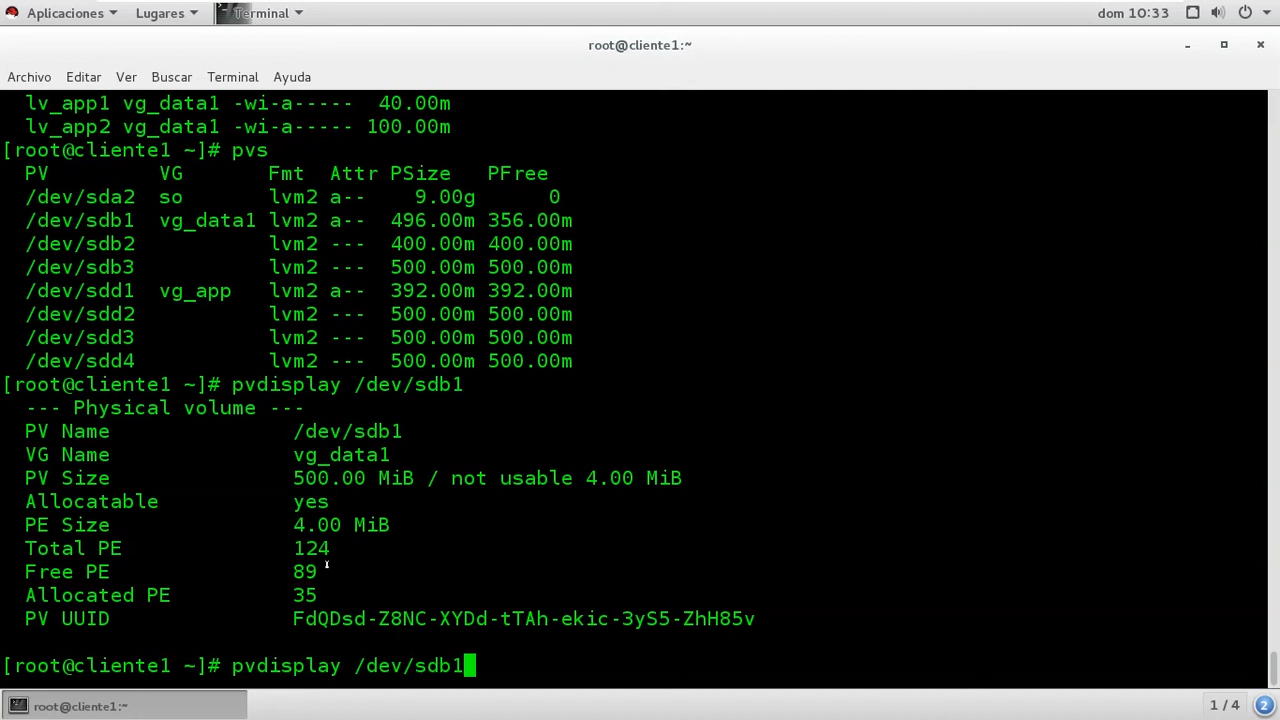 Aplicaciones Lugares Terminal dom 10:33
root@cliente1:~
Archivo Editar Ver Buscar Terminal Ayuda
lv_app1 vg_data1 -wi-a----- 40.00m
lv_app2 vg_data1 -wi-a----- 100.00m
[root@cliente1 ~]# pvs
PV VG Fmt Attr PSize PFree
/dev/sda2 so lvm2 a-- 9.00g 0
/dev/sdb1 vg_data1 lvm2 a-- 496.00m 356.00m
/dev/sdb2 lvm2 --- 400.00m 400.00m
/dev/sdb3 lvm2 --- 500.00m 500.00m
/dev/sdd1 vg_app lvm2 a-- 392.00m 392.00m
/dev/sdd2 lvm2 --- 500.00m 500.00m
/dev/sdd3 lvm2 --- 500.00m 500.00m
/dev/sdd4 lvm2 --- 500.00m 500.00m
[root@cliente1 ~]# pvdisplay /dev/sdb1
--- Physical volume ---
PV Name /dev/sdb1
VG Name vg_data1
PV Size 500.00 MiB / not usable 4.00 MiB
Allocatable yes
PE Size 4.00 MiB
Total PE 124
Free PE 89
Allocated PE 35
PV UUID FdQDsd-Z8NC-XYDd-tTAh-ekic-3yS5-ZhH85v
[root@cliente1 ~]# pvdisplay /dev/sdb1
root@cliente1:~ 1 / 4 2